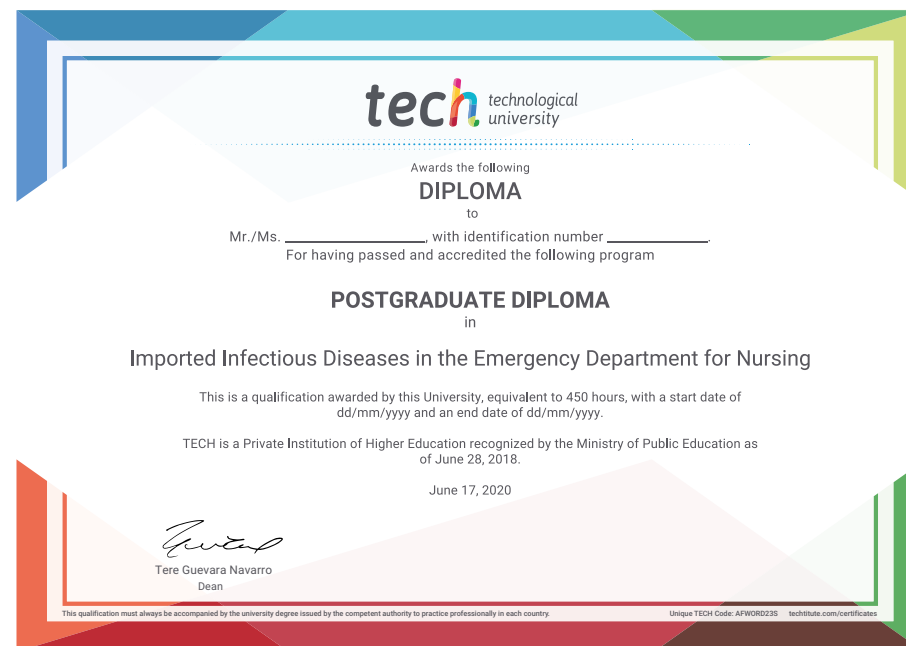 tech technological
university
Awards the following
DIPLOMA
to
Mr./Ms. ____________________, with identification number ______________.
For having passed and accredited the following program
POSTGRADUATE DIPLOMA
in
Imported Infectious Diseases in the Emergency Department for Nursing
This is a qualification awarded by this University, equivalent to 450 hours, with a start date of
dd/mm/yyyy and an end date of dd/mm/yyyy.
TECH is a Private Institution of Higher Education recognized by the Ministry of Public Education as
of June 28, 2018.
June 17, 2020
Tere Guevara Navarro
Dean
This qualification must always be accompanied by the university degree issued by the competent authority to practice professionally in each country. Unique TECH Code: AFWORD23S techtitute.com/certificates